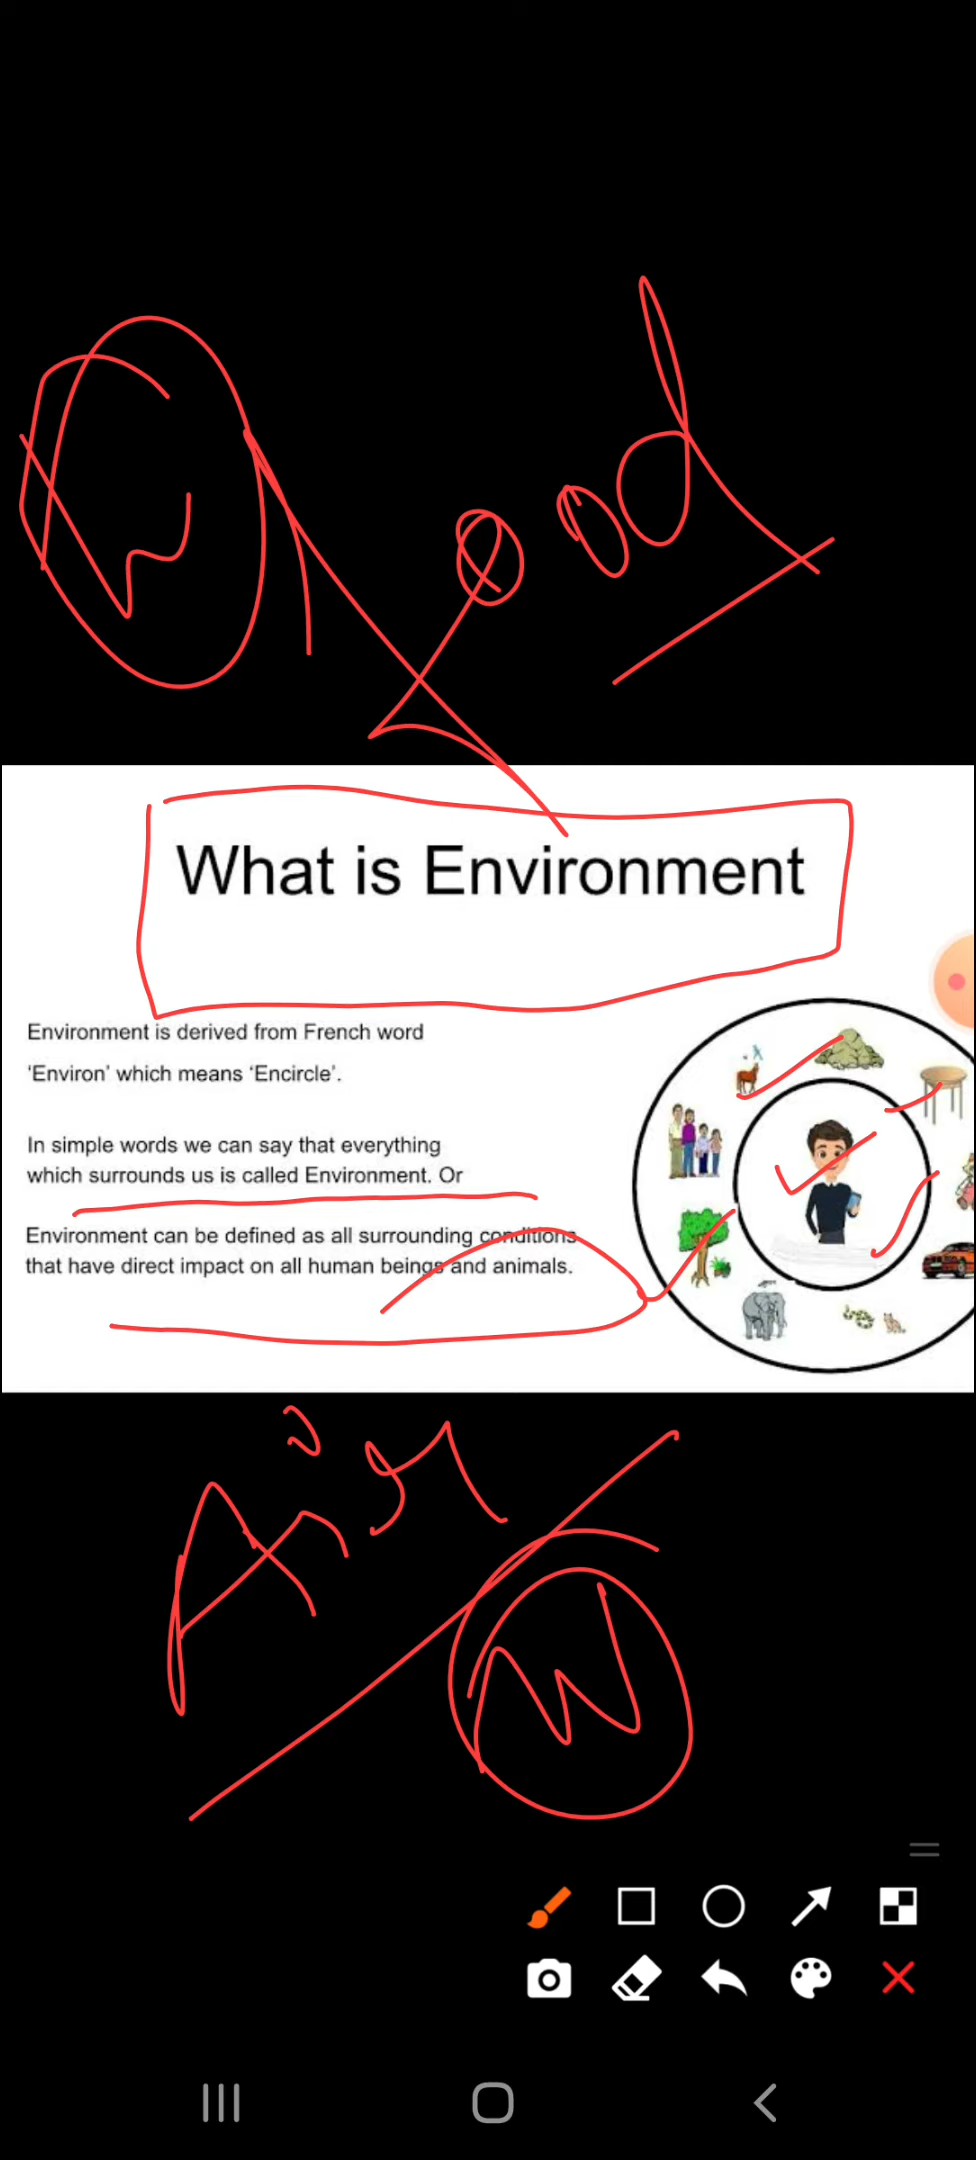 What is Environment
Environment is derived from French word
‘Environ’ which means ‘Encircle’.
In simple words we can say that everything
which surrounds us is called Environment. Or
Environment can be defined as all surrounding conditions
that have direct impact on all human beings and animals.
Air
W